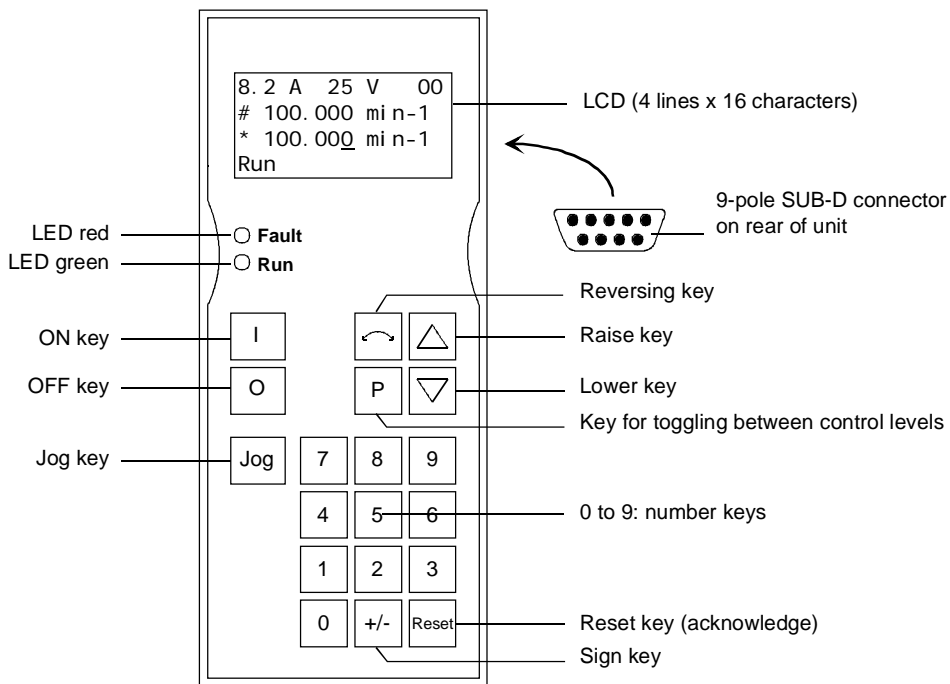 8.2 A 25 V 00
# 100.000 min-1
* 100.000 min-1
Run
LCD (4 lines x 16 characters)
9-pole SUB-D connector
on rear of unit
LED red
Fault
LED green
Run
Reversing key
ON key
I
Raise key
OFF key
O
P
Lower key
Key for toggling between control levels
Jog key
Jog
7
8
9
4
5
6
0 to 9: number keys
1
2
3
0
+/-
Reset
Reset key (acknowledge)
Sign key